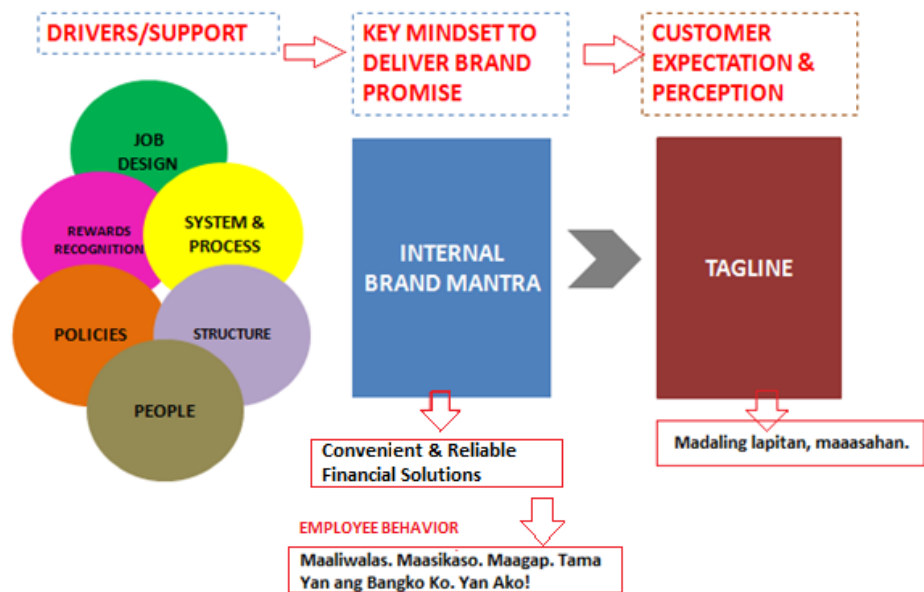 DRIVERS/SUPPORT
KEY MINDSET TO
DELIVER BRAND
PROMISE
CUSTOMER
EXPECTATION &
PERCEPTION
JOB
DESIGN
REWARDS
RECOGNITION
SYSTEM &
PROCESS
POLICIES
STRUCTURE
PEOPLE
INTERNAL
BRAND MANTRA
TAGLINE
Convenient & Reliable
Financial Solutions
Madaling lapitan, maaasahan.
EMPLOYEE BEHAVIOR
Maaliwalas. Maasikaso. Maagap. Tama
Yan ang Bangko Ko. Yan Ako!